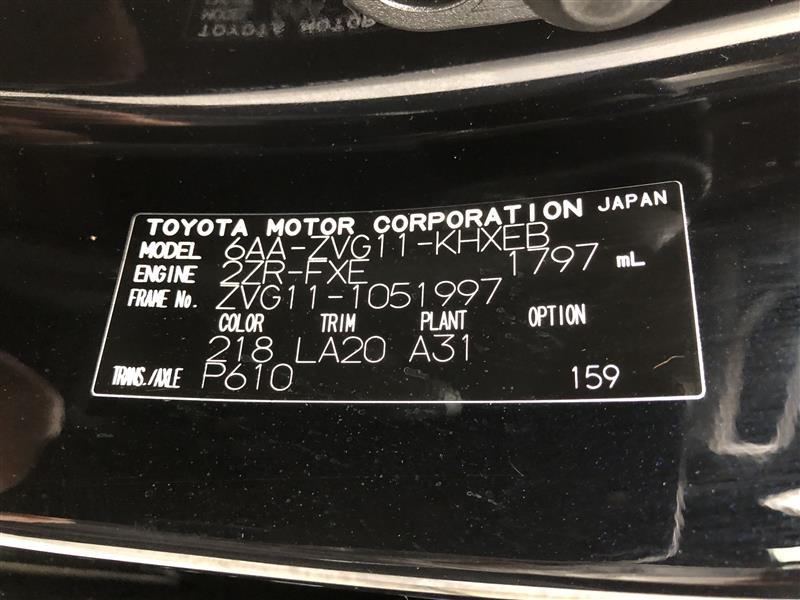 TOYOTA MOTOR CORPORATION JAPAN
MODEL 6AA-ZVG11-KHXEB
ENGINE 2ZR-FXE 1797 mL
FRAME No. ZVG11-1051997
COLOR TRIM PLANT OPTION
218 LA20 A31
TRANS./AXLE P610 159